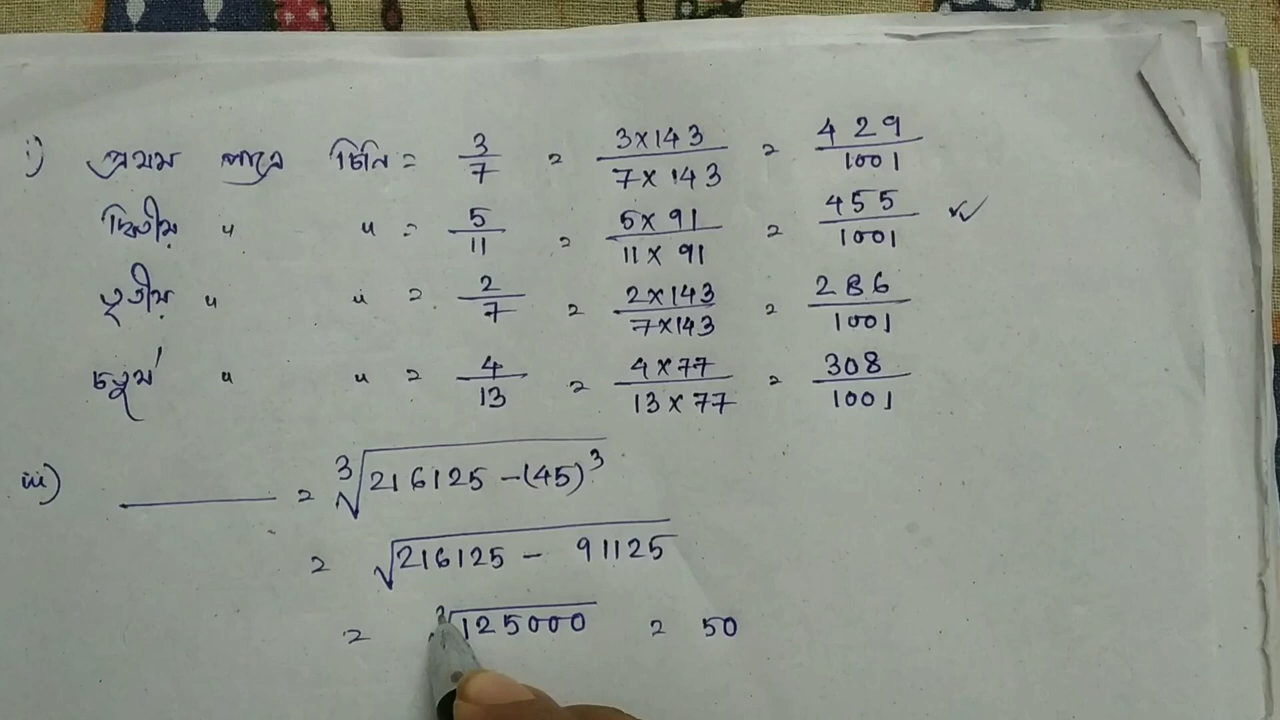 i) প্রথম পাত্রে চিনি = 3/7 = 3×143/7×143 = 429/1001
দ্বিতীয় " " = 5/11 = 5×91/11×91 = 455/1001 ✓
তৃতীয় " " = 2/7 = 2×143/7×143 = 286/1001
চতুর্থ " " = 4/13 = 4×77/13×77 = 308/1001
iii) ______ = ∛216125 - (45)³
= √216125 - 91125
= ∛125000 = 50